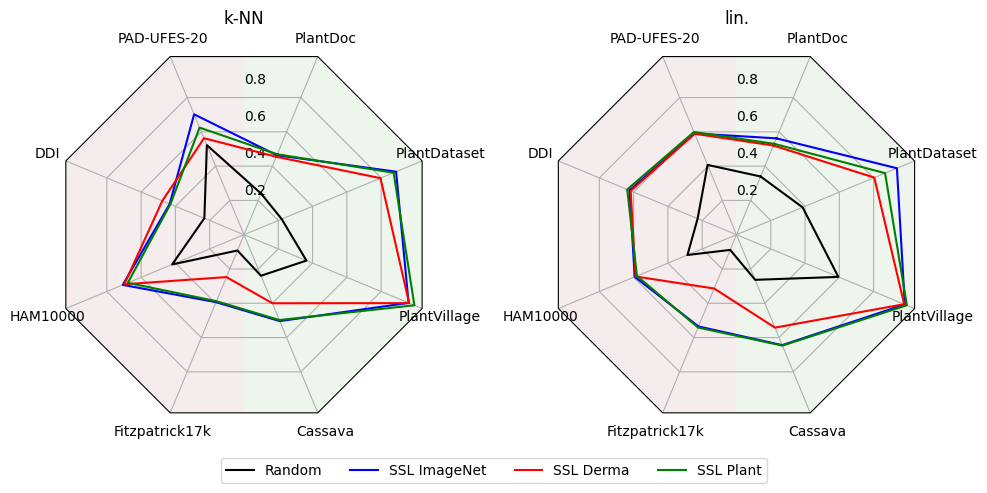 k-NN
PAD-UFES-20
PlantDoc
DDI
PlantDataset
0.8
0.6
0.4
0.2
HAM10000
PlantVillage
Fitzpatrick17k
Cassava
lin.
PAD-UFES-20
PlantDoc
DDI
PlantDataset
0.8
0.6
0.4
0.2
HAM10000
PlantVillage
Fitzpatrick17k
Cassava
Random
SSL ImageNet
SSL Derma
SSL Plant